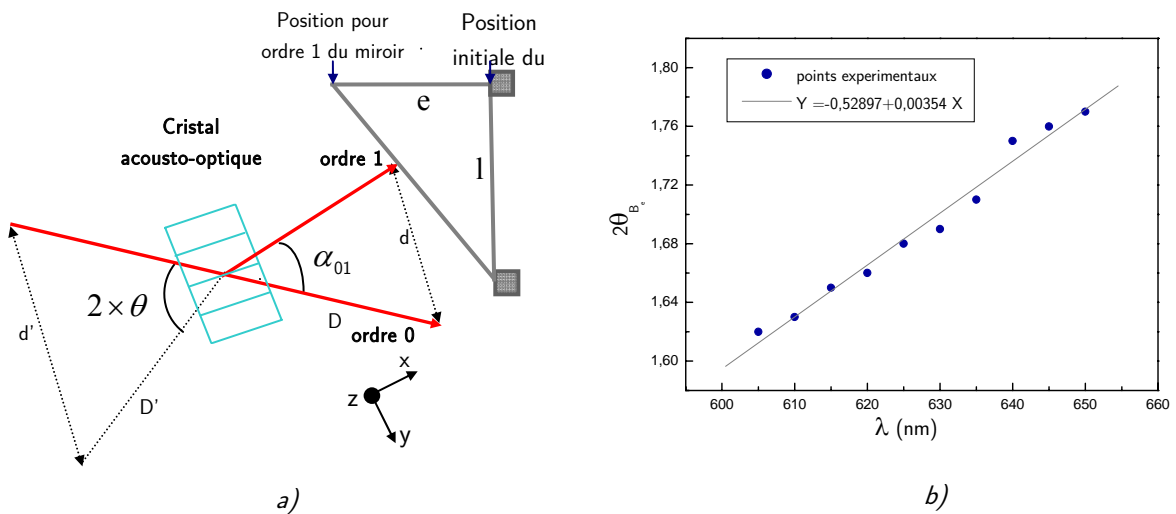 Position pour
ordre 1 du miroir
Position
initiale du
e
Cristal
acousto-optique
ordre 1
l
d
α₀₁
2×θ
d'
D
ordre 0
D'
x
z
y
a)
1,80
1,76
1,72
1,68
1,64
1,60
2θ_Bₑ
points experimentaux
Y =-0,52897+0,00354 X
600 610 620 630 640 650 660
λ (nm)
b)